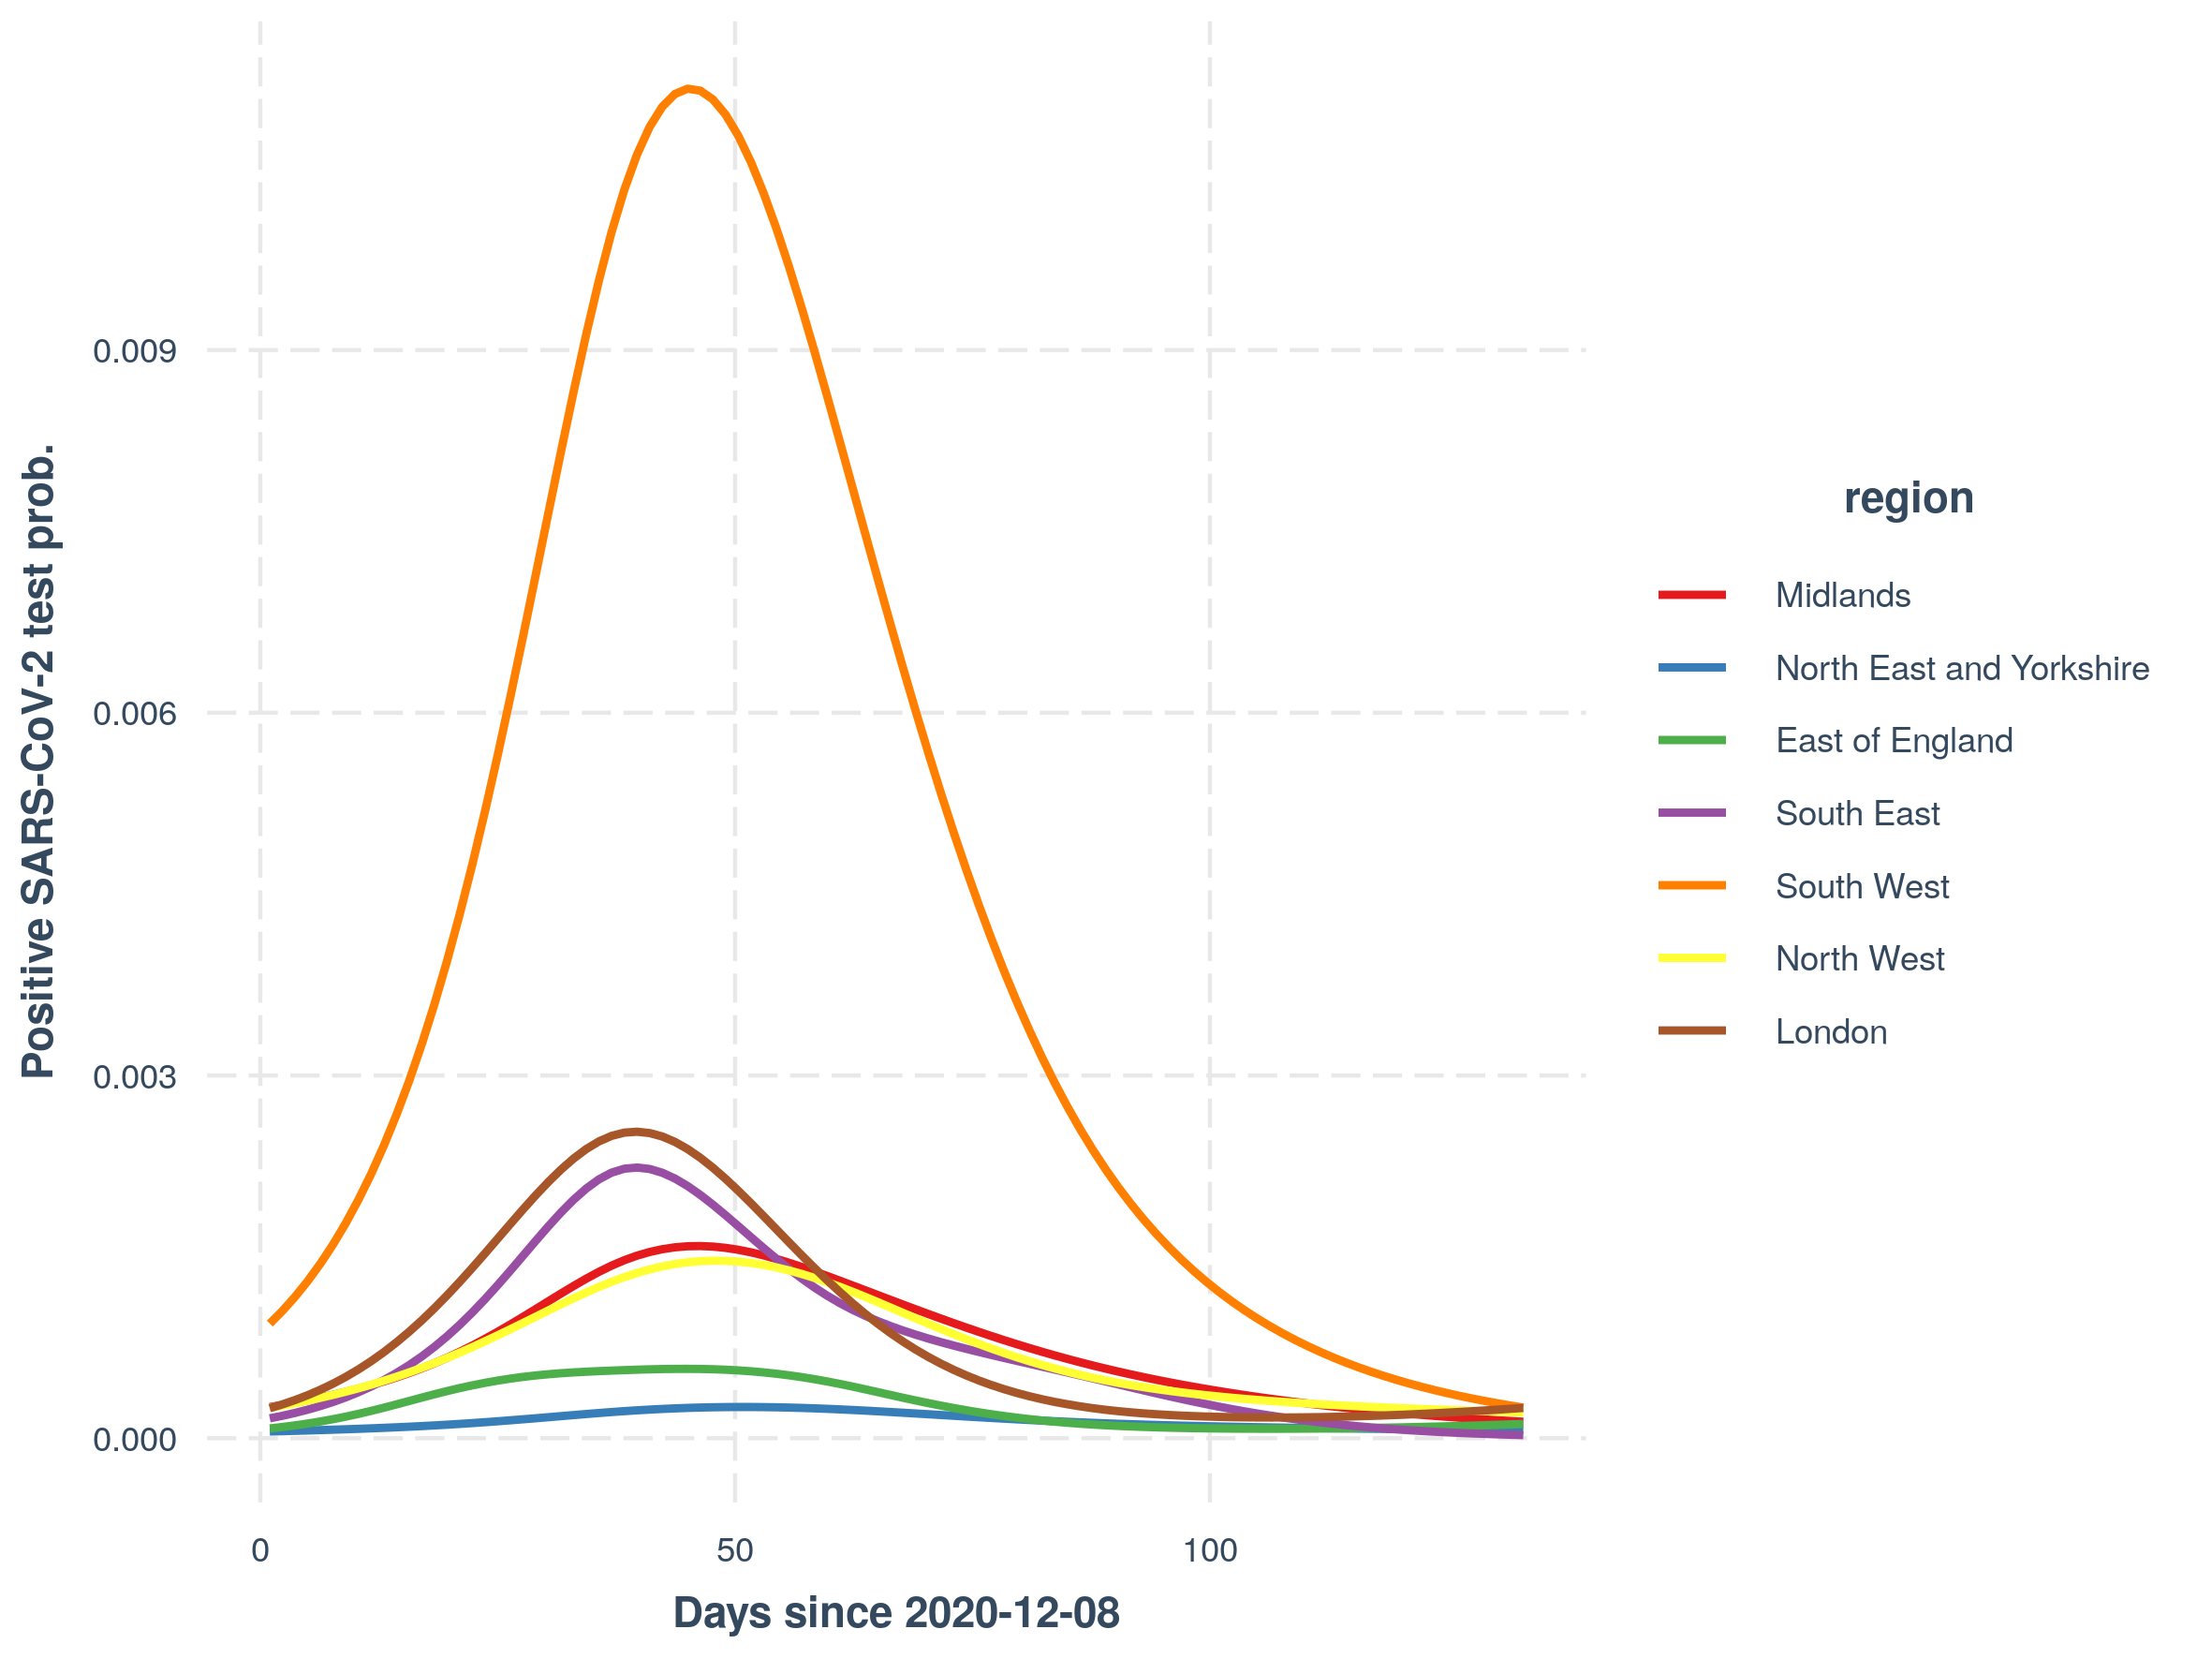 Positive SARS-CoV-2 test prob.
0.009
0.006
0.003
0.000
0
50
100
Days since 2020-12-08
region
Midlands
North East and Yorkshire
East of England
South East
South West
North West
London